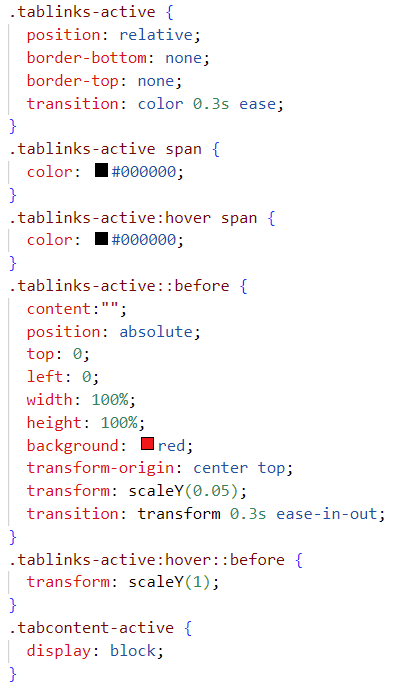 .tablinks-active {
  position: relative;
  border-bottom: none;
  border-top: none;
  transition: color 0.3s ease;
}
.tablinks-active span {
  color: #000000;
}
.tablinks-active:hover span {
  color: #000000;
}
.tablinks-active::before {
  content:"";
  position: absolute;
  top: 0;
  left: 0;
  width: 100%;
  height: 100%;
  background: red;
  transform-origin: center top;
  transform: scaleY(0.05);
  transition: transform 0.3s ease-in-out;
}
.tablinks-active:hover::before {
  transform: scaleY(1);
}
.tabcontent-active {
  display: block;
}